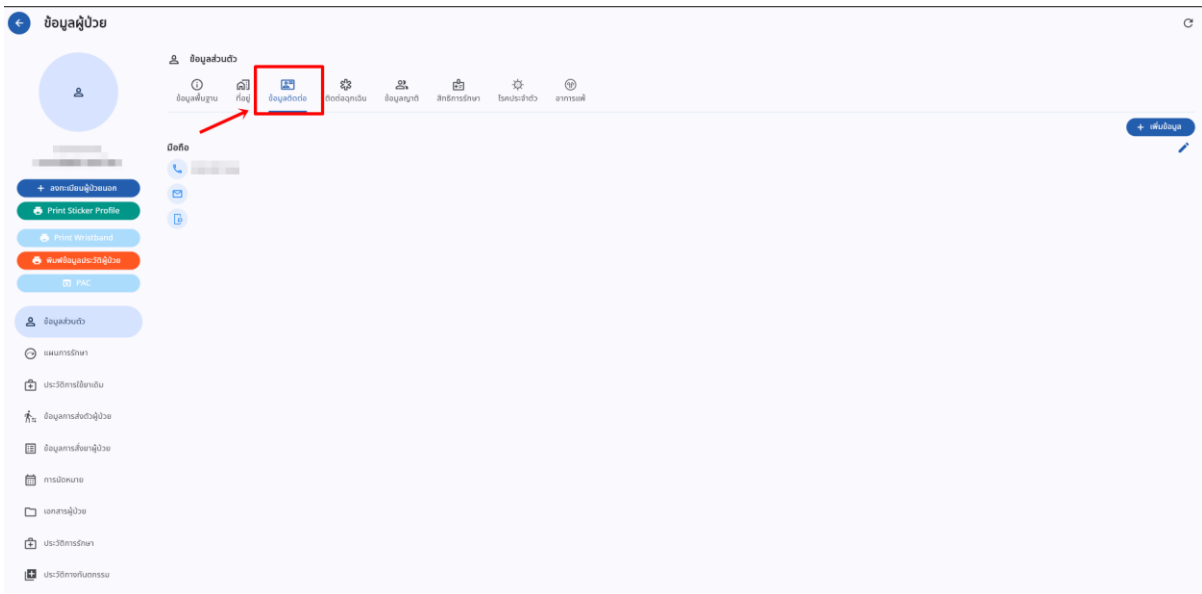 ข้อมูลผู้ป่วย
ข้อมูลส่วนตัว
ข้อมูลพื้นฐาน ที่อยู่ ข้อมูลติดต่อ ติดต่อฉุกเฉิน ข้อมูลญาติ สิทธิการรักษา โรคประจำตัว อาการแพ้
+ เพิ่มข้อมูล
มือถือ
+ ลงทะเบียนผู้ป่วยนอก
Print Sticker Profile
Print Wristband
พิมพ์ข้อมูลประวัติผู้ป่วย
PAC
ข้อมูลส่วนตัว
แผนการรักษา
ประวัติการใช้ยาเดิม
ข้อมูลการส่งตัวผู้ป่วย
ข้อมูลการสั่งยาผู้ป่วย
การนัดหมาย
เอกสารผู้ป่วย
ประวัติการรักษา
ประวัติทางทันตกรรม